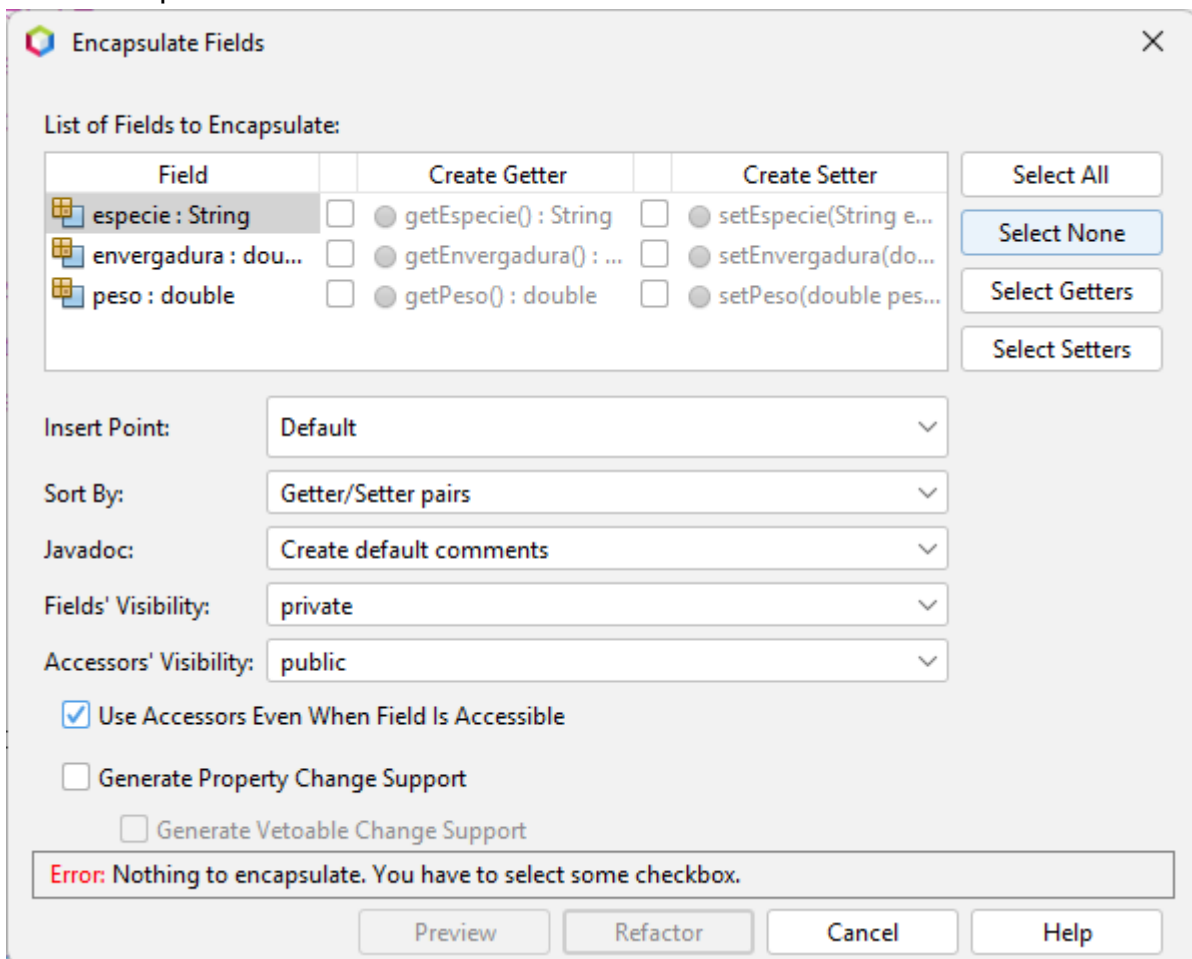 Encapsulate Fields
List of Fields to Encapsulate:
Field Create Getter Create Setter
Select All
especie : String getEspecie() : String setEspecie(String e...
Select None
envergadura : dou... getEnvergadura() : ... setEnvergadura(do...
peso : double getPeso() : double setPeso(double pes...
Select Getters
Select Setters
Insert Point: Default
Sort By: Getter/Setter pairs
Javadoc: Create default comments
Fields' Visibility: private
Accessors' Visibility: public
Use Accessors Even When Field Is Accessible
Generate Property Change Support
Generate Vetoable Change Support
Error: Nothing to encapsulate. You have to select some checkbox.
Preview Refactor Cancel Help